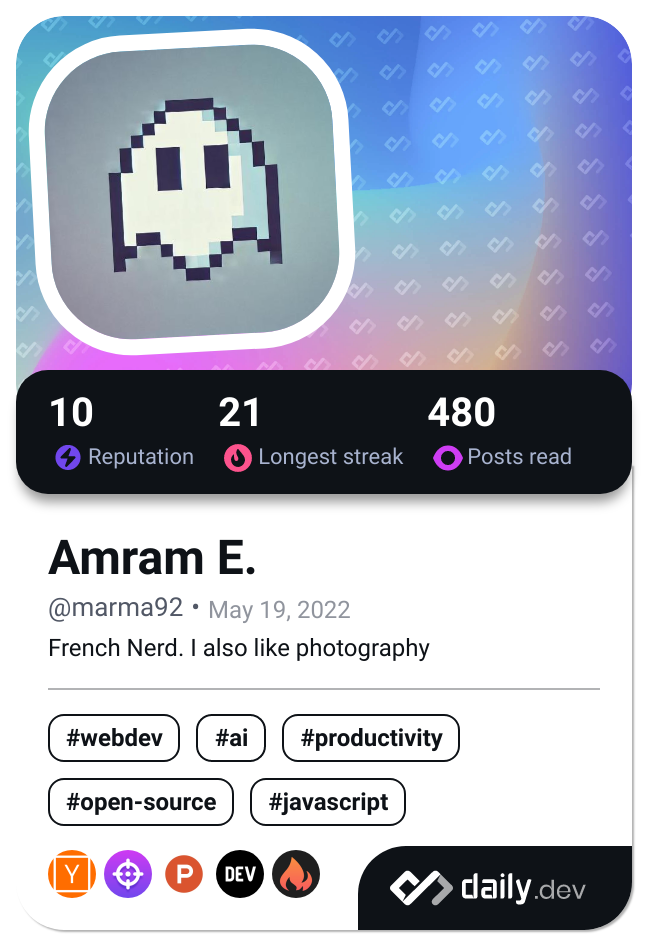 10 21 480
Reputation Longest streak Posts read
Amram E.
@marma92 • May 19, 2022
French Nerd. I also like photography
#webdev #ai #productivity
#open-source #javascript
Y P DEV
daily.dev